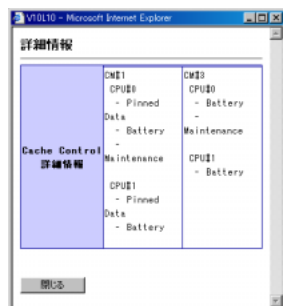 V10L10 - Microsoft Internet Explorer
詳細情報
Cache Control
詳細情報
CM#1
CPU#0
- Pinned
Data
- Battery
-
Maintenance
CPU#1
- Pinned
Data
- Battery
CM#3
CPU#0
- Battery
-
Maintenance
CPU#1
- Battery
閉じる